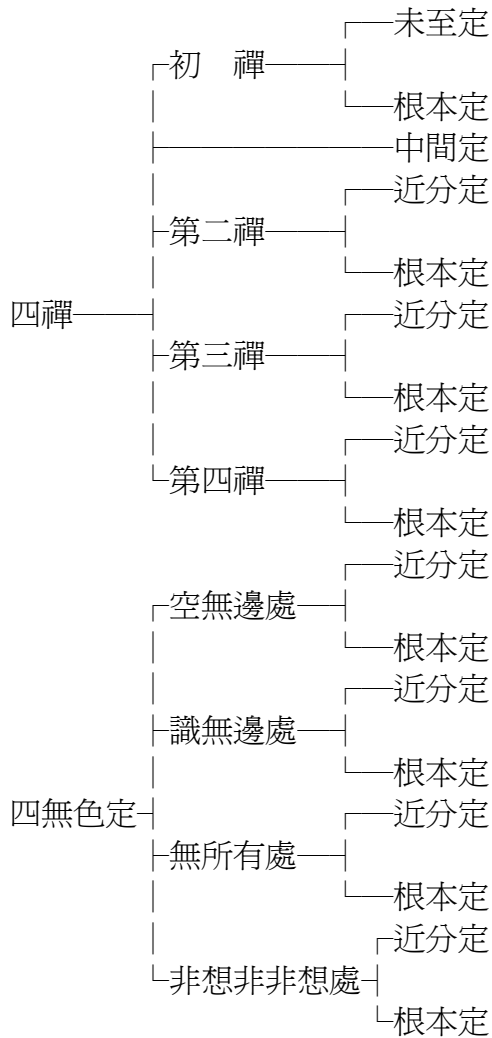 未至定
初　禪
根本定
中間定
近分定
第二禪
根本定
四禪
近分定
第三禪
根本定
近分定
第四禪
根本定
近分定
空無邊處
根本定
近分定
識無邊處
根本定
四無色定
近分定
無所有處
根本定
近分定
非想非非想處
根本定